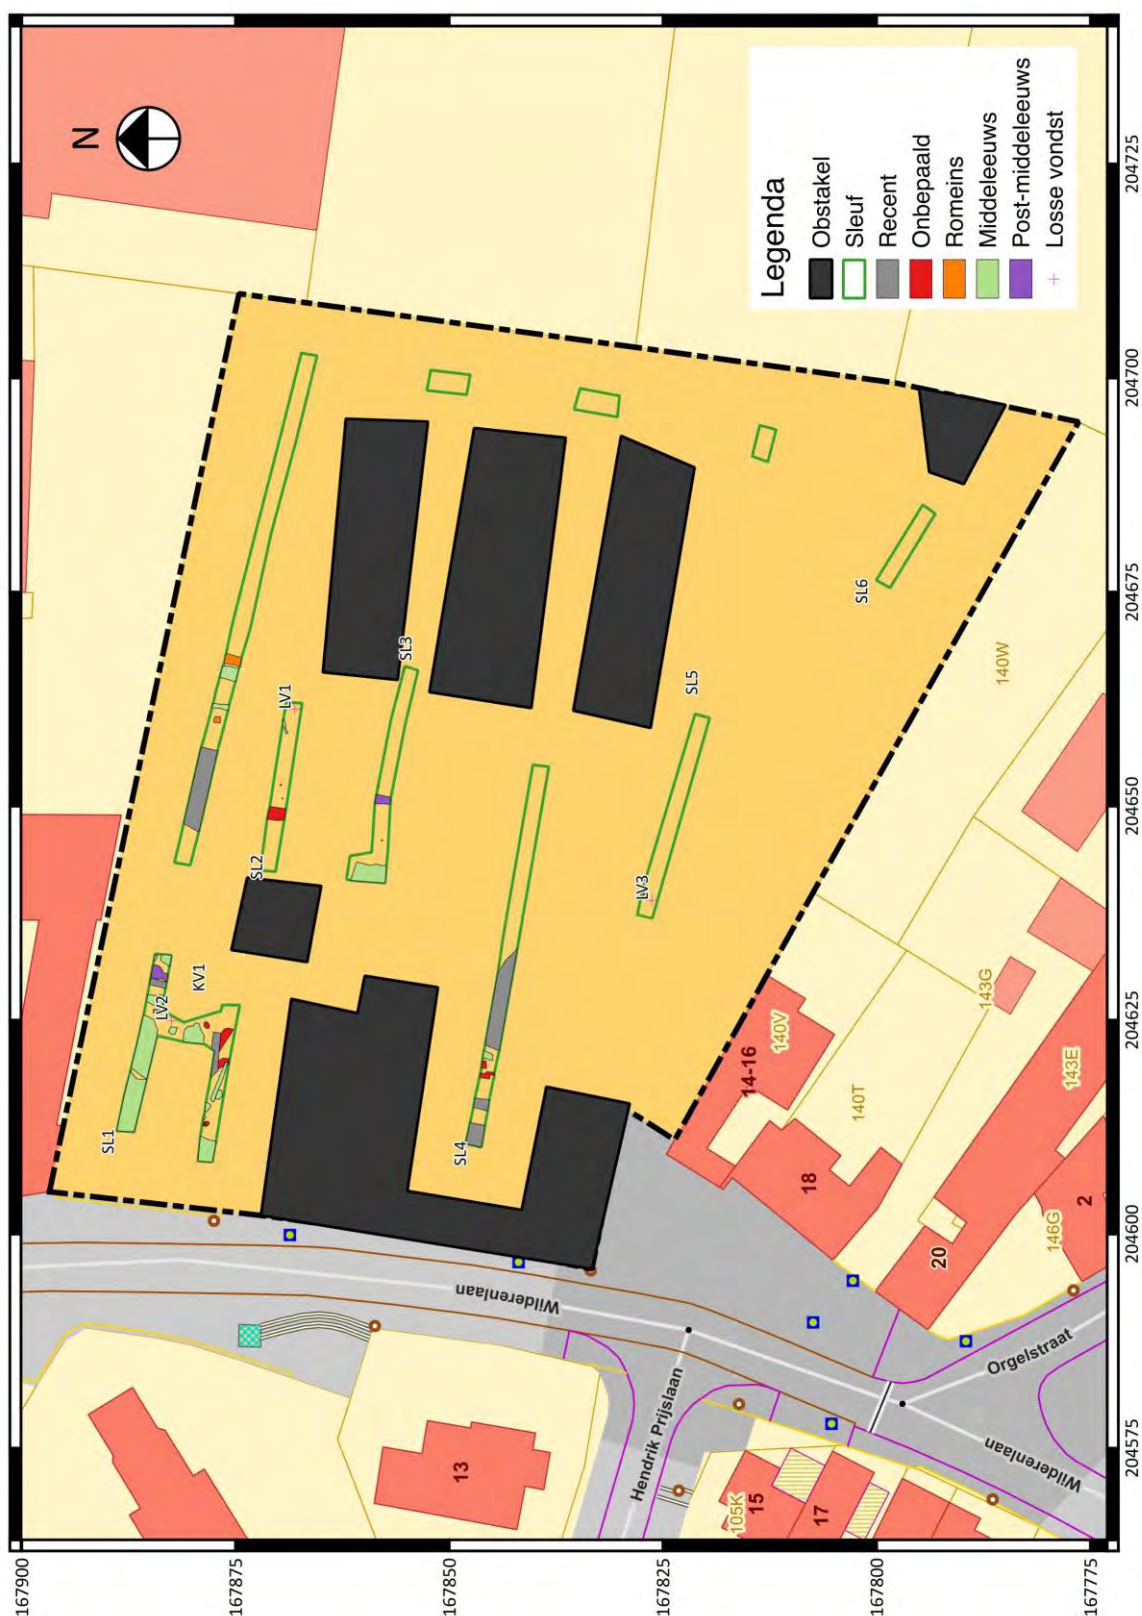 N
Legenda
Obstakel
Sleuf
Recent
Onbepaald
Romeins
Middeleeuws
Post-middeleeuws
Losse vondst
167900
167875
167850
167825
167800
167775
204575
204600
204625
204650
204675
204700
204725
SL1
LV2
KV1
SL2
LV1
SL3
SL4
LV3
SL5
SL6
Wilderenlaan
Hendrik Prijslaan
Orgelstraat
Wilderenlaan
13
105K
15
17
14-16
140V
140T
18
20
146G
2
143E
143G
140W